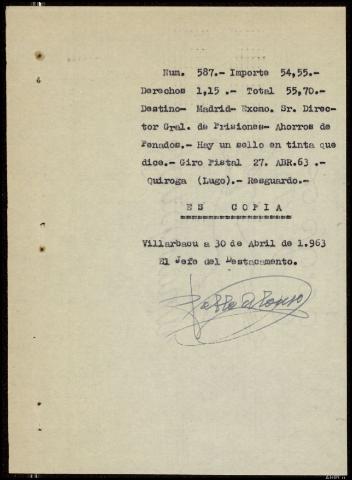 Num. 587.- Importe 54,55.-
Derechos 1,15 .- Total 55,70.-
Destino- Madrid- Excmo. Sr. Direc-
tor Gral. de Prisiones- Ahorros de
Penados.- Hay un sello en tinta que
dice.- Giro Pistal 27. ABR.63 .-
Quiroga (Lugo).- Resguardo.-
ES COPIA
Villarbacu a 30 de Abril de 1.963
El Jefe del Destacamento.